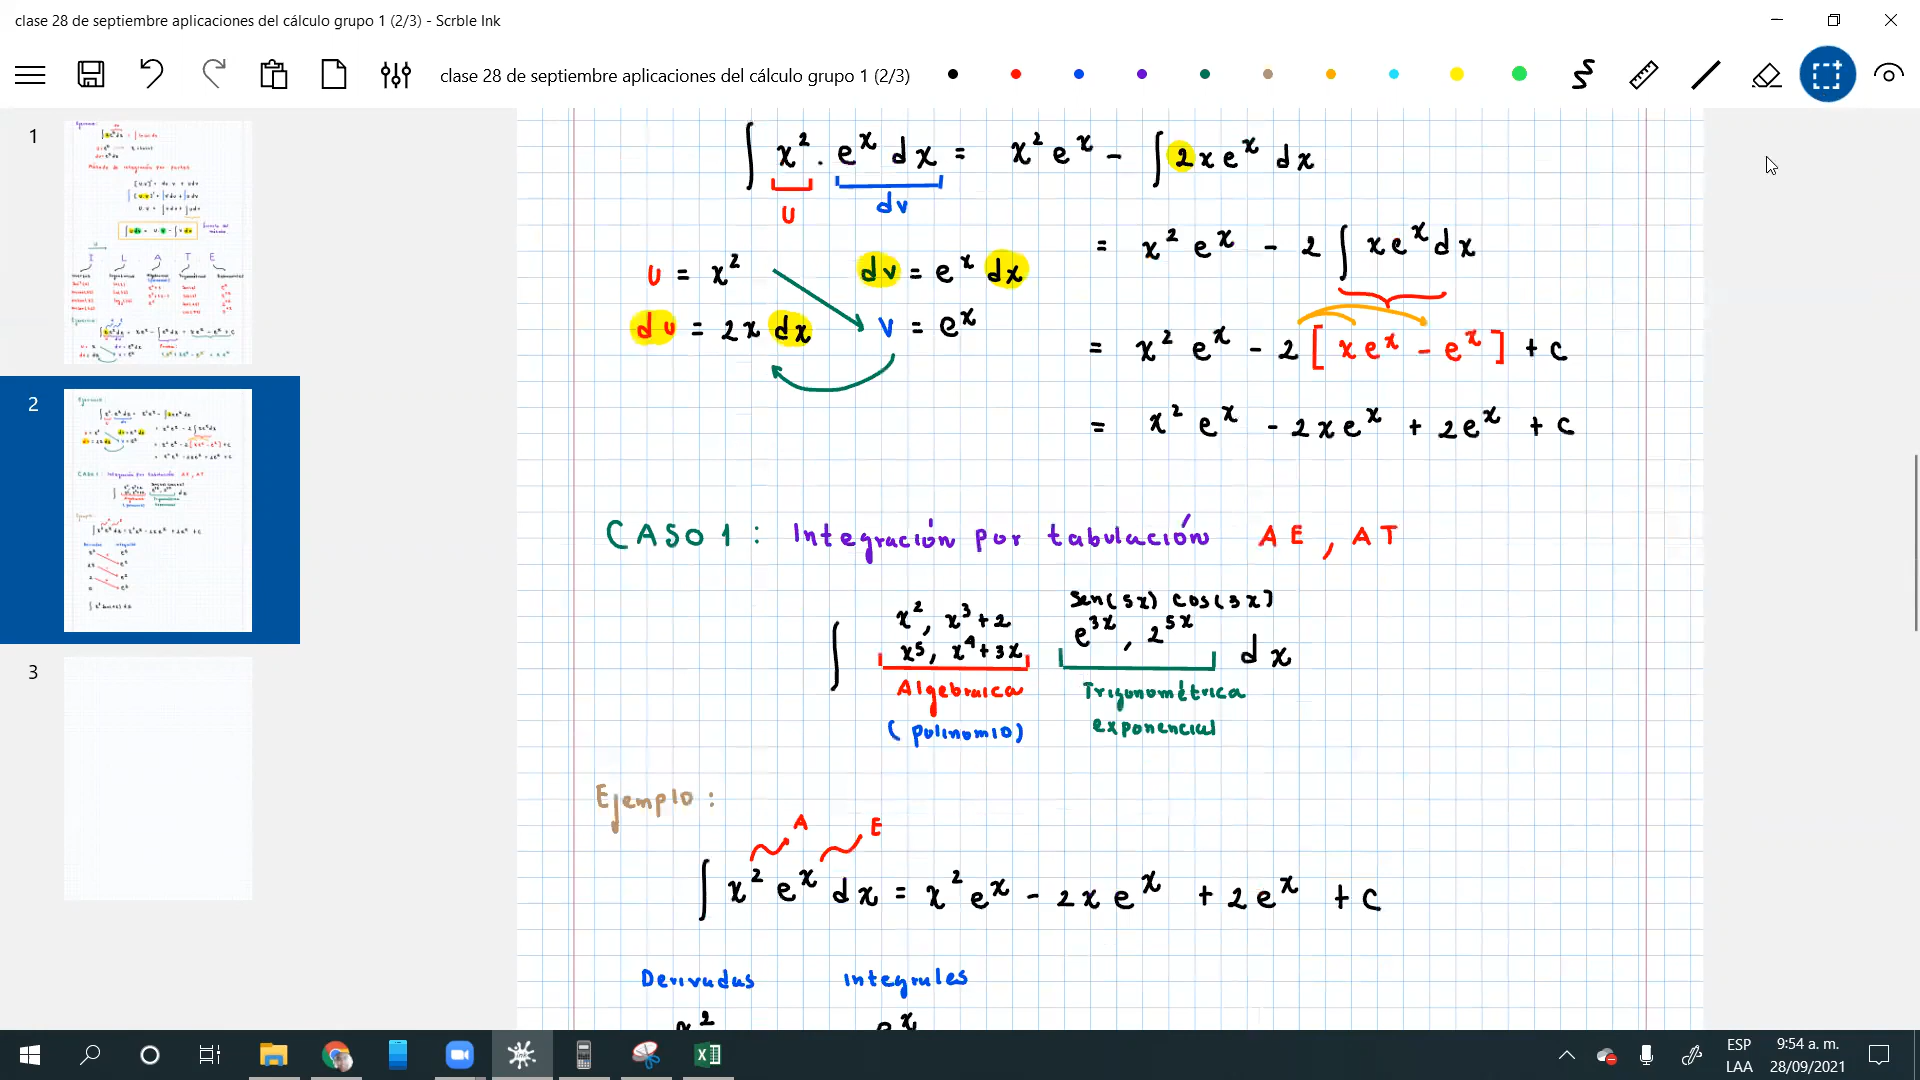 clase 28 de septiembre aplicaciones del cálculo grupo 1 (2/3) - Scrble Ink
clase 28 de septiembre aplicaciones del cálculo grupo 1 (2/3)
1
2
3
∫ x² · eˣ dx = x² eˣ - ∫ 2x eˣ dx
u dv
= x² eˣ - 2 ∫ x eˣ dx
u = x² dv = eˣ dx
du = 2x dx v = eˣ
= x² eˣ - 2 [ x eˣ - eˣ ] + c
= x² eˣ - 2x eˣ + 2eˣ + c
CASO 1 : Integración por tabulación AE , AT
sen(5x) cos(3x)
x², x³+2 e³ˣ, 2⁵ˣ
∫ x⁵, x⁴+3x dx
Algebraica Trigonométrica
(polinomio) exponencial
Ejemplo :
A E
∫ x² eˣ dx = x² eˣ - 2x eˣ + 2eˣ + c
Derivadas Integrales
x² eˣ
ESP 9:54 a. m.
LAA 28/09/2021